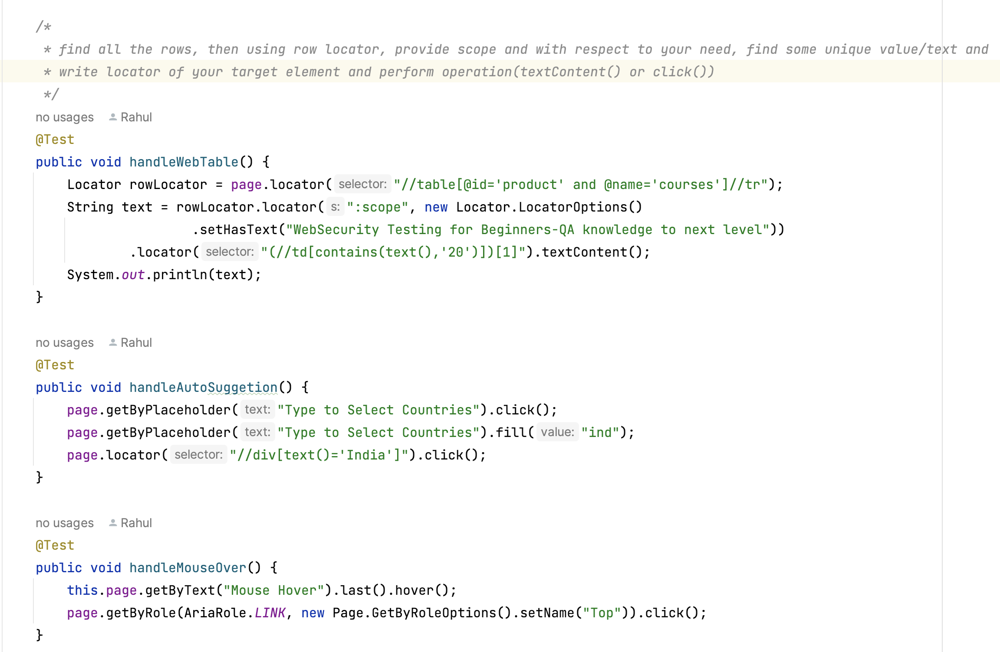 /*
* find all the rows, then using row locator, provide scope and with respect to your need, find some unique value/text and
* write locator of your target element and perform operation(textContent() or click())
*/
no usages Rahul
@Test
public void handleWebTable() {
Locator rowLocator = page.locator( selector: "//table[@id='product' and @name='courses']//tr");
String text = rowLocator.locator( s: ":scope", new Locator.LocatorOptions()
.setHasText("WebSecurity Testing for Beginners-QA knowledge to next level"))
.locator( selector: "(//td[contains(text(),'20')])[1]").textContent();
System.out.println(text);
}
no usages Rahul
@Test
public void handleAutoSuggetion() {
page.getByPlaceholder( text: "Type to Select Countries").click();
page.getByPlaceholder( text: "Type to Select Countries").fill( value: "ind");
page.locator( selector: "//div[text()='India']").click();
}
no usages Rahul
@Test
public void handleMouseOver() {
this.page.getByText("Mouse Hover").last().hover();
page.getByRole(AriaRole.LINK, new Page.GetByRoleOptions().setName("Top")).click();
}